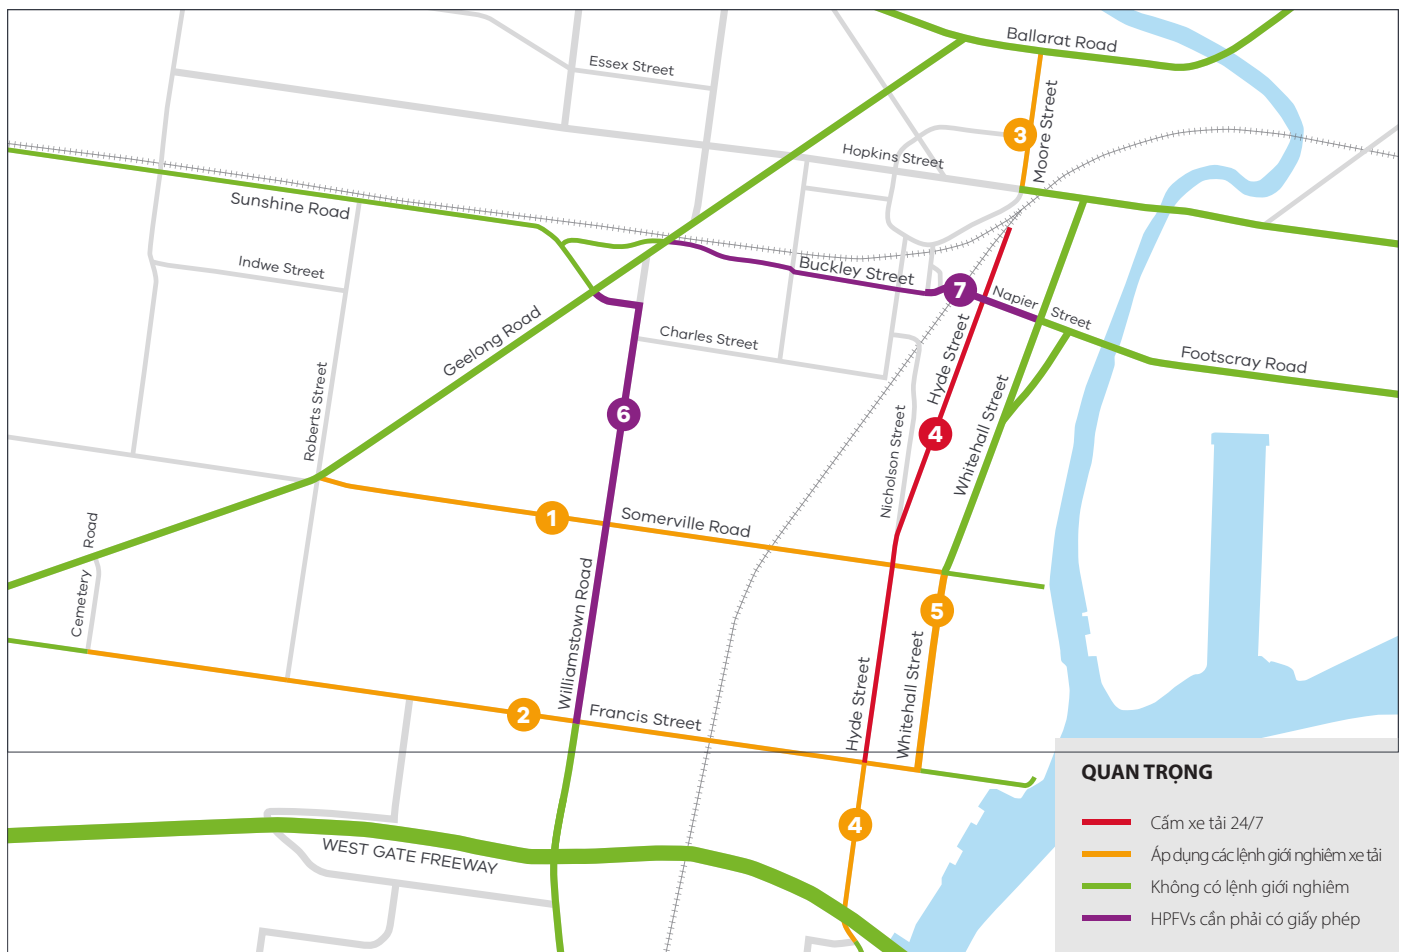 Ballarat Road
Essex Street
3
Moore Street
Hopkins Street
Sunshine Road
Indwe Street
Buckley Street
7
Napier Street
Geelong Road
Charles Street
Hyde Street
Footscray Road
Roberts Street
6
4
Whitehall Street
Nicholson Street
1
Somerville Road
Cemetery Road
5
Williamstown Road
Hyde Street
Whitehall Street
2
Francis Street
4
WEST GATE FREEWAY
QUAN TRỌNG
Cấm xe tải 24/7
Áp dụng các lệnh giới nghiêm xe tải
Không có lệnh giới nghiêm
HPFVs cần phải có giấy phép